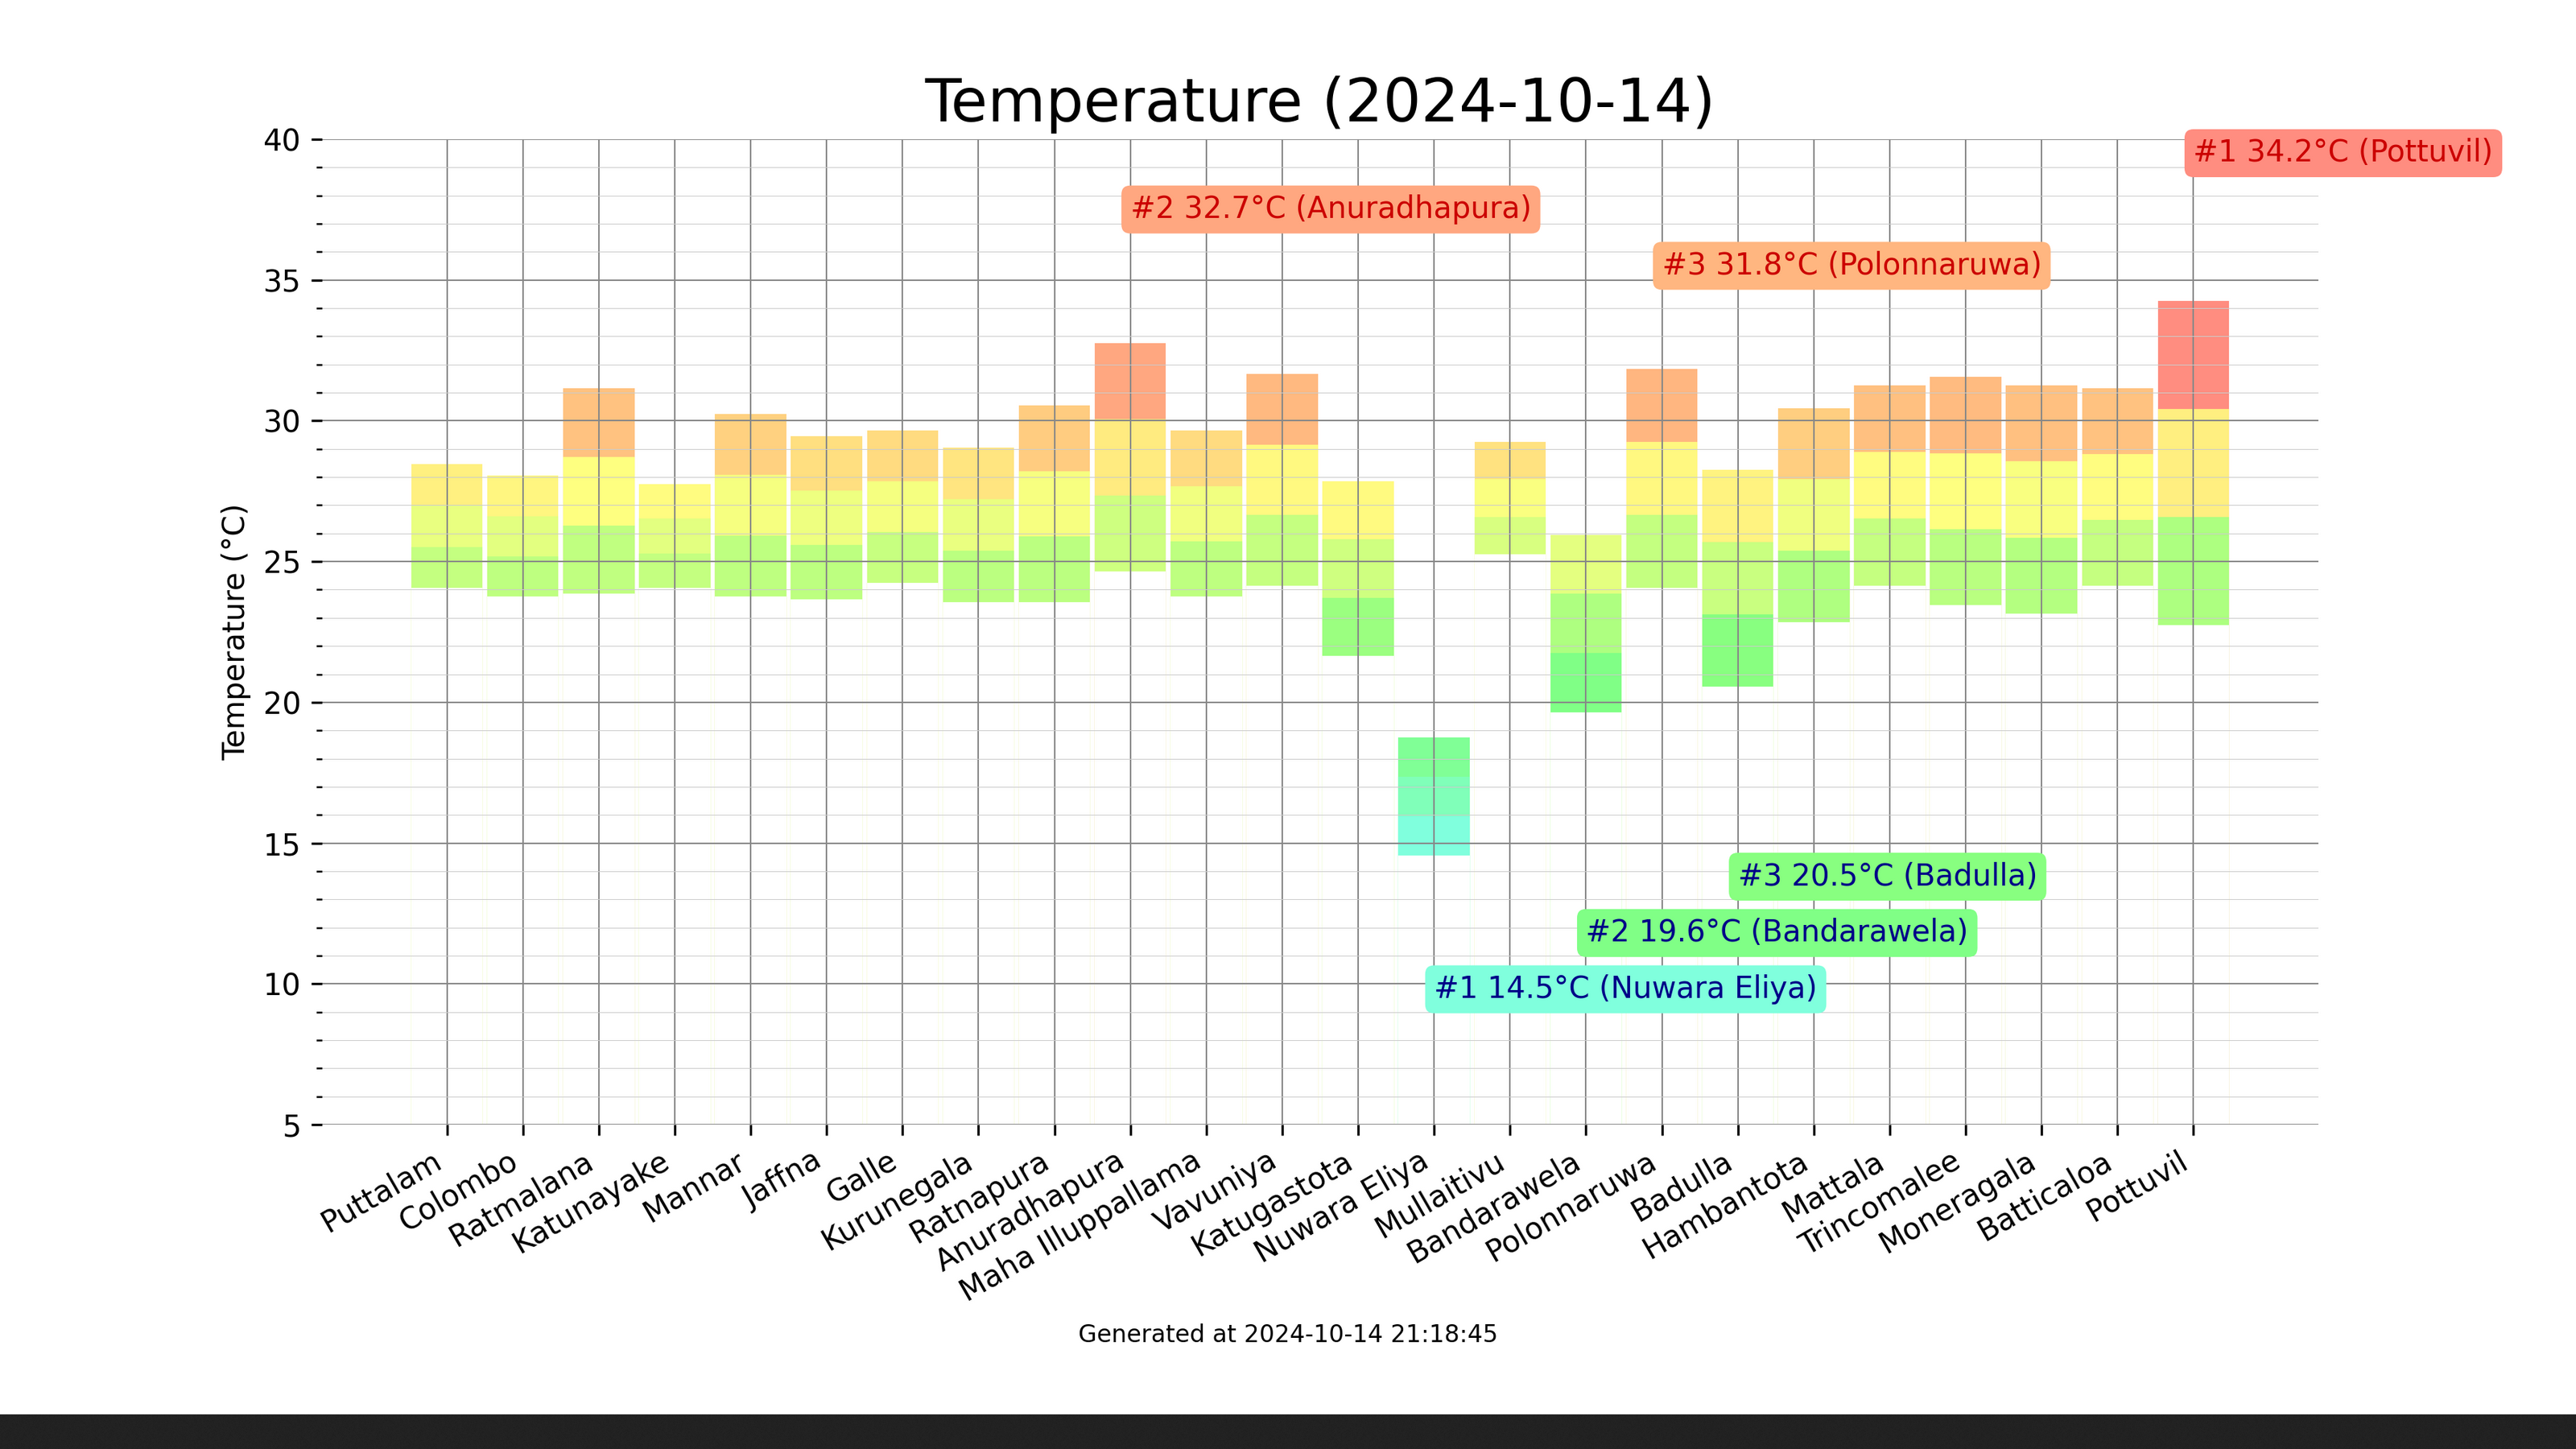 Temperature (2024-10-14)
40
#1 34.2°C (Pottuvil)
#2 32.7°C (Anuradhapura)
#3 31.8°C (Polonnaruwa)
35
30
25
Temperature (°C)
20
15
#3 20.5°C (Badulla)
#2 19.6°C (Bandarawela)
10
#1 14.5°C (Nuwara Eliya)
5
Puttalam
Colombo
Ratmalana
Katunayake
Mannar
Jaffna
Galle
Kurunegala
Ratnapura
Anuradhapura
Maha Illuppallama
Vavuniya
Katugastota
Nuwara Eliya
Mullaitivu
Bandarawela
Polonnaruwa
Badulla
Hambantota
Mattala
Trincomalee
Moneragala
Batticaloa
Pottuvil
Generated at 2024-10-14 21:18:45